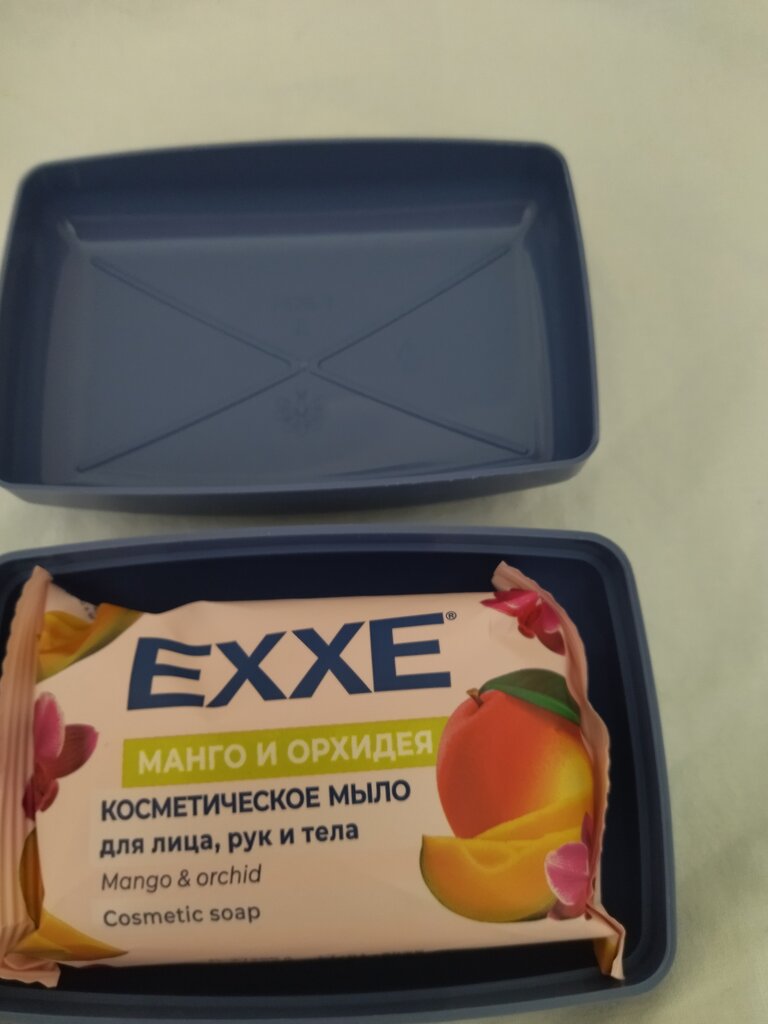 EXXE®
МАНГО И ОРХИДЕЯ
КОСМЕТИЧЕСКОЕ МЫЛО
для лица, рук и тела
Mango & orchid
Cosmetic soap